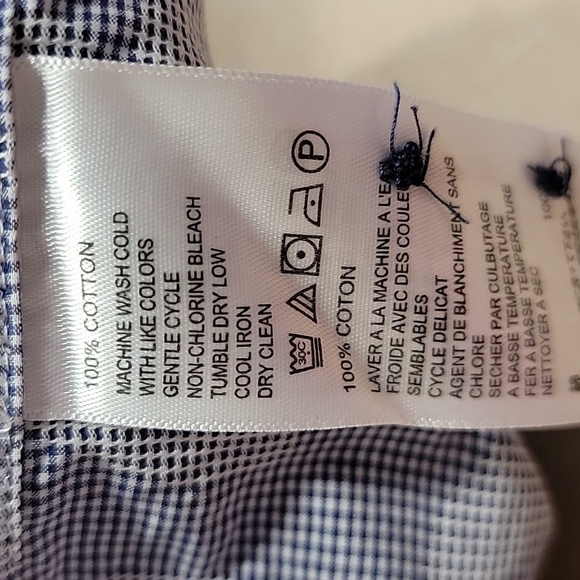 100% COTTON
MACHINE WASH COLD
WITH LIKE COLORS
GENTLE CYCLE
NON-CHLORINE BLEACH
TUMBLE DRY LOW
COOL IRON
DRY CLEAN
30C
P
100% COTON
LAVER A LA MACHINE A L'E
FROIDE AVEC DES COULE
SEMBLABLES
CYCLE DELICAT
AGENT DE BLANCHIMENT SANS
CHLORE
SECHER PAR CULBUTAGE
A BASSE TEMPERATURE
FER A BASSE TEMPERATURE
NETTOYER A SEC